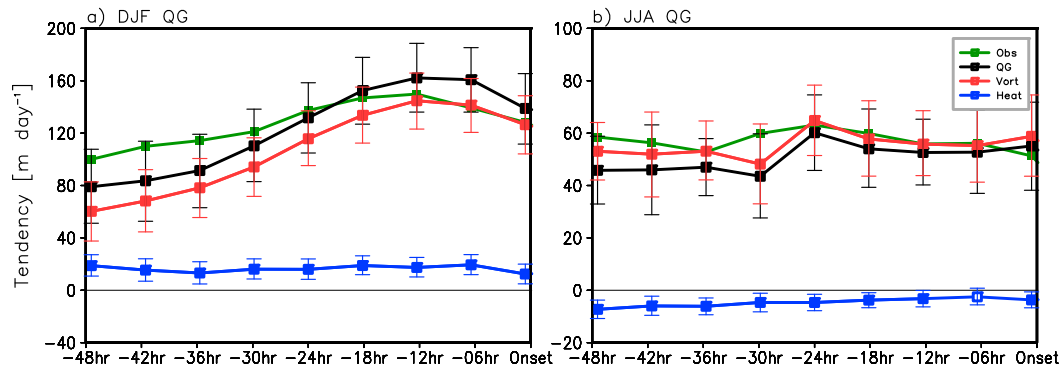 a) DJF QG
Tendency [m day⁻¹]
200
160
120
80
40
0
−40
−48hr −42hr −36hr −30hr −24hr −18hr −12hr −06hr Onset
b) JJA QG
100
80
60
40
20
0
−20
−48hr −42hr −36hr −30hr −24hr −18hr −12hr −06hr Onset
Obs
QG
Vort
Heat